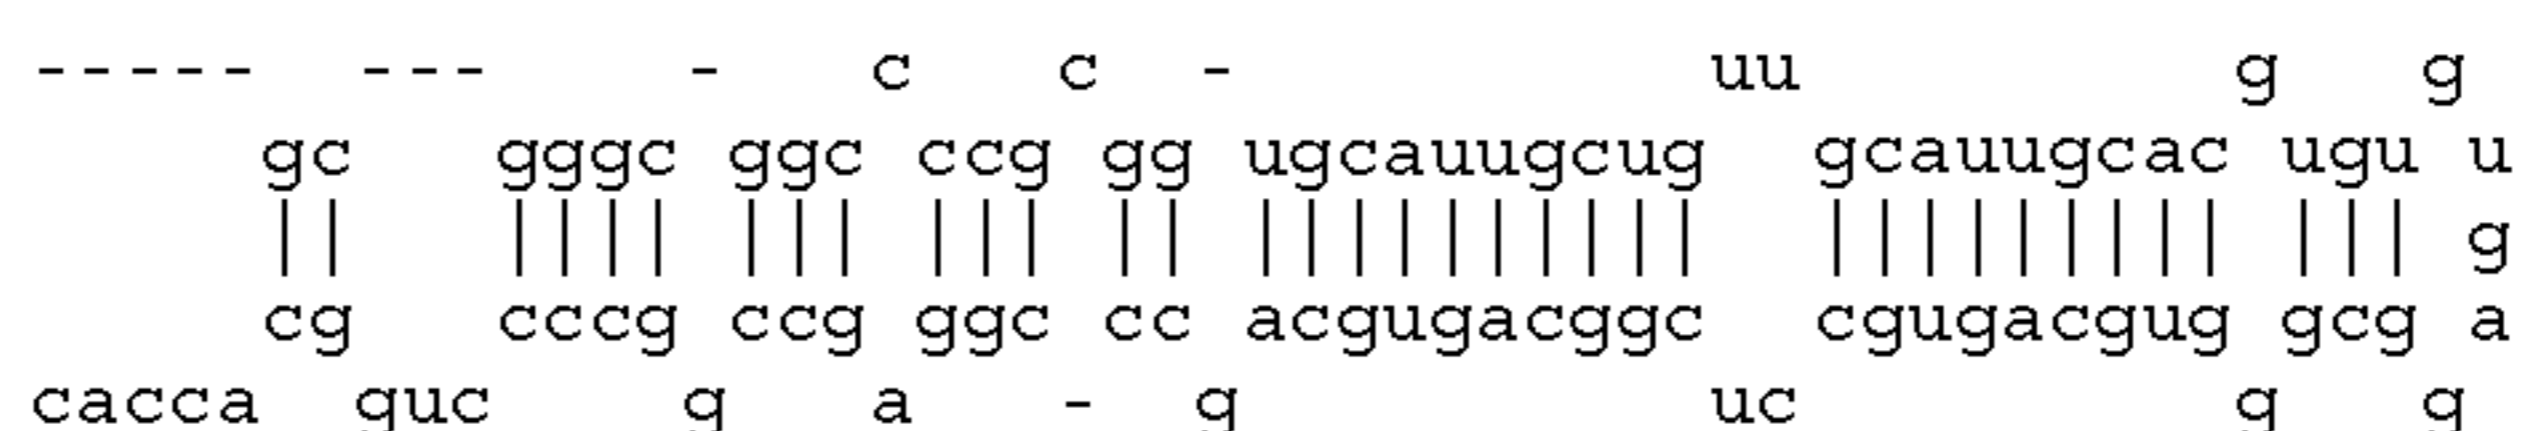 -----  ---    -   c   c  -          uu         g   g
     gc   gggc ggc ccg gg ugcauugcug  gcauugcac ugu u
     ||   |||| ||| ||| || ||||||||||  ||||||||| ||| g
     cg   cccg ccg ggc cc acgugacggc  cgugacgug gcg a
cacca  guc    g   a   -  g          uc         g   g